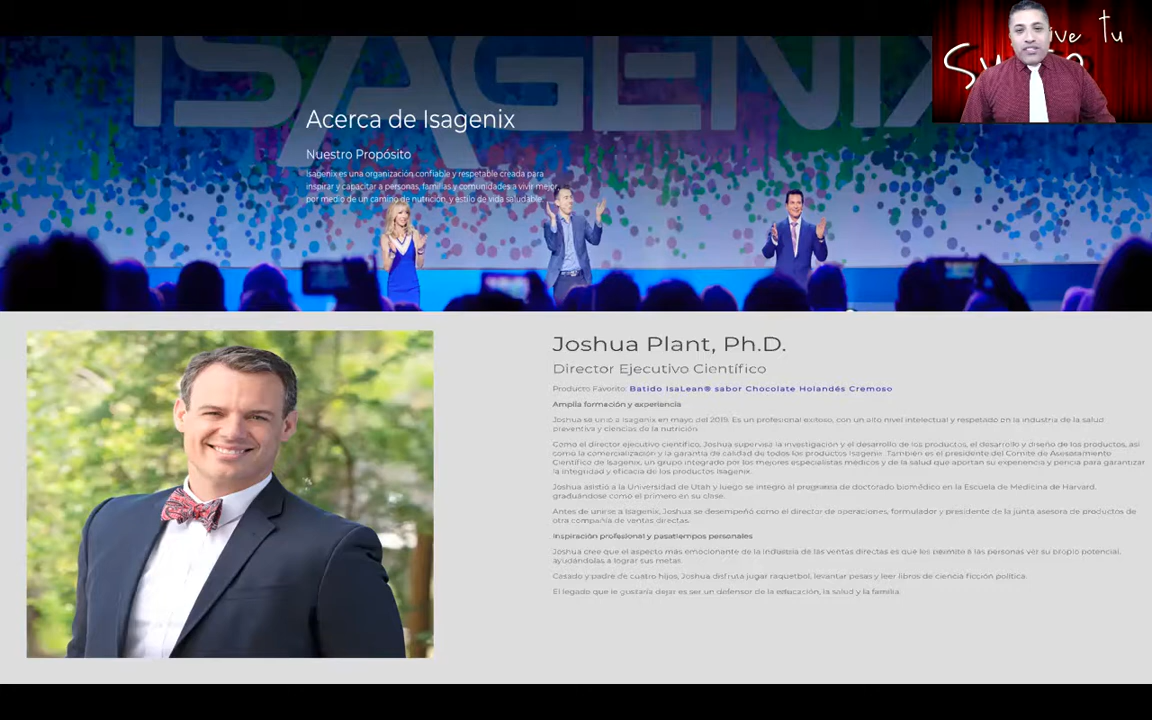 ISAGENIX
ive tu
Acerca de Isagenix
Nuestro Propósito
Isagenix es una organización confiable y respetable creada para
inspirar y capacitar a personas, familias y comunidades a vivir mejor,
por medio de un camino de nutrición, y estilo de vida saludable.
Joshua Plant, Ph.D.
Director Ejecutivo Científico
Producto Favorito: Batido IsaLean® sabor Chocolate Holandés Cremoso
Amplia formación y experiencia
Joshua se unió a Isagenix en mayo del 2019. Es un profesional exitoso, con un alto nivel intelectual y respetado en la industria de la salud
preventiva y ciencias de la nutrición.
Como el director ejecutivo científico, Joshua supervisa la investigación y el desarrollo de los productos, el desarrollo y diseño de los productos, así
como la comercialización y la garantía de calidad de todos los productos Isagenix. También es el presidente del Comité de Asesoramiento
Científico de Isagenix, un grupo integrado por los mejores especialistas médicos y de la salud que aportan su experiencia y pericia para garantizar
la integridad y eficacia de los productos Isagenix.
Joshua asistió a la Universidad de Utah y luego se integró al programa de doctorado biomédico en la Escuela de Medicina de Harvard,
graduándose como el primero en su clase.
Antes de unirse a Isagenix, Joshua se desempeñó como el director de operaciones, formulador y presidente de la junta asesora de productos de
otra compañía de ventas directas.
Inspiración profesional y pasatiempos personales
Joshua cree que el aspecto más emocionante de la industria de las ventas directas es que les permite a las personas ver su propio potencial,
ayudándolas a lograr sus metas.
Casado y padre de cuatro hijos, Joshua disfruta jugar raquetbol, levantar pesas y leer libros de ciencia ficción política.
El legado que le gustaría dejar es ser un defensor de la educación, la salud y la familia.